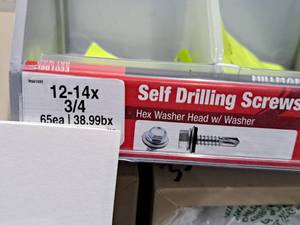 12-14x
3/4
65ea | 38.99bx
Self Drilling Screws
Hex Washer Head w/ Washer